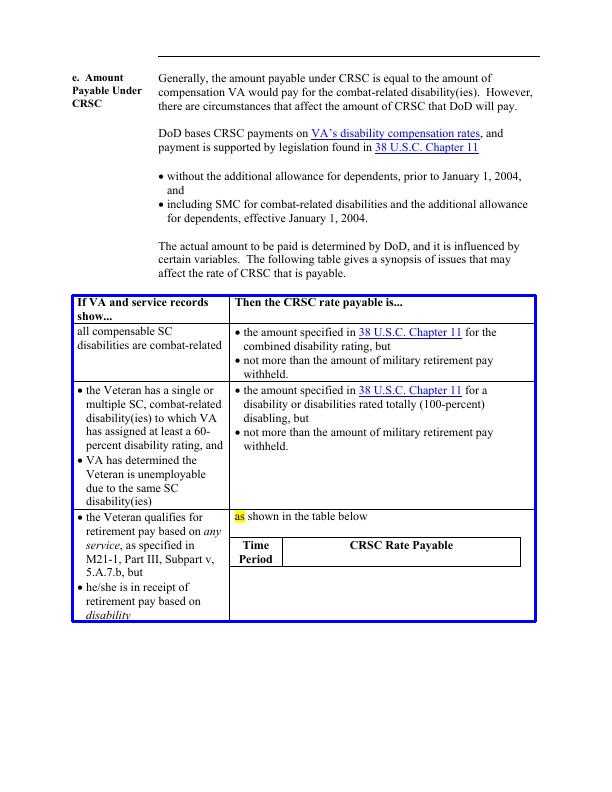 e. Amount
Payable Under
CRSC
Generally, the amount payable under CRSC is equal to the amount of
compensation VA would pay for the combat-related disability(ies). However,
there are circumstances that affect the amount of CRSC that DoD will pay.
DoD bases CRSC payments on VA's disability compensation rates, and
payment is supported by legislation found in 38 U.S.C. Chapter 11
• without the additional allowance for dependents, prior to January 1, 2004,
and
• including SMC for combat-related disabilities and the additional allowance
for dependents, effective January 1, 2004.
The actual amount to be paid is determined by DoD, and it is influenced by
certain variables. The following table gives a synopsis of issues that may
affect the rate of CRSC that is payable.
If VA and service records
show...
Then the CRSC rate payable is...
all compensable SC
disabilities are combat-related
• the amount specified in 38 U.S.C. Chapter 11 for the
combined disability rating, but
• not more than the amount of military retirement pay
withheld.
• the Veteran has a single or
multiple SC, combat-related
disability(ies) to which VA
has assigned at least a 60-
percent disability rating, and
• VA has determined the
Veteran is unemployable
due to the same SC
disability(ies)
• the amount specified in 38 U.S.C. Chapter 11 for a
disability or disabilities rated totally (100-percent)
disabling, but
• not more than the amount of military retirement pay
withheld.
• the Veteran qualifies for
retirement pay based on any
service, as specified in
M21-1, Part III, Subpart v,
5.A.7.b, but
• he/she is in receipt of
retirement pay based on
disability
as shown in the table below
Time
Period
CRSC Rate Payable